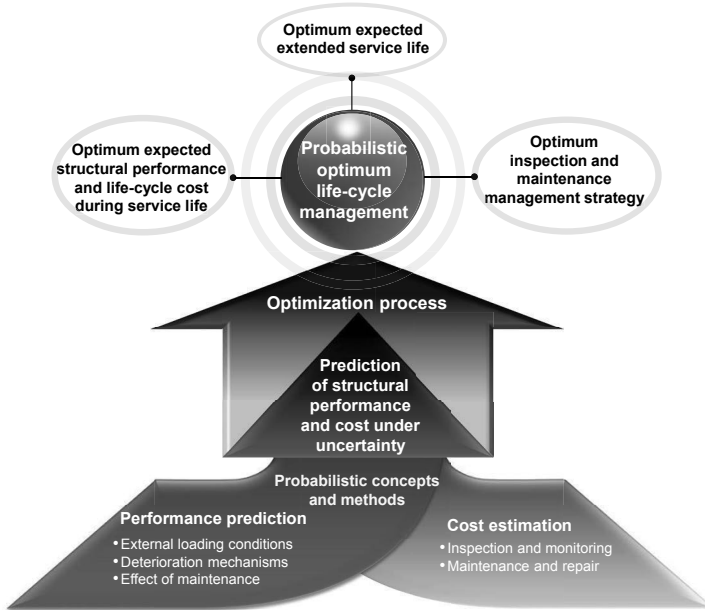 Optimum expected
extended service life
Optimum expected
structural performance
and life-cycle cost
during service life
Probabilistic
optimum
life-cycle
management
Optimum
inspection and
maintenance
management strategy
Optimization process
Prediction
of structural
performance
and cost under
uncertainty
Probabilistic concepts
and methods
Performance prediction
• External loading conditions
• Deterioration mechanisms
• Effect of maintenance
Cost estimation
• Inspection and monitoring
• Maintenance and repair